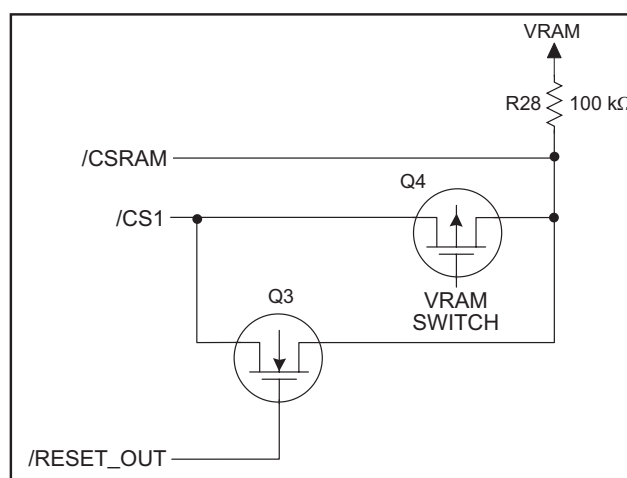 VRAM
R28 100 kΩ
/CSRAM
Q4
/CS1
VRAM
SWITCH
Q3
/RESET_OUT